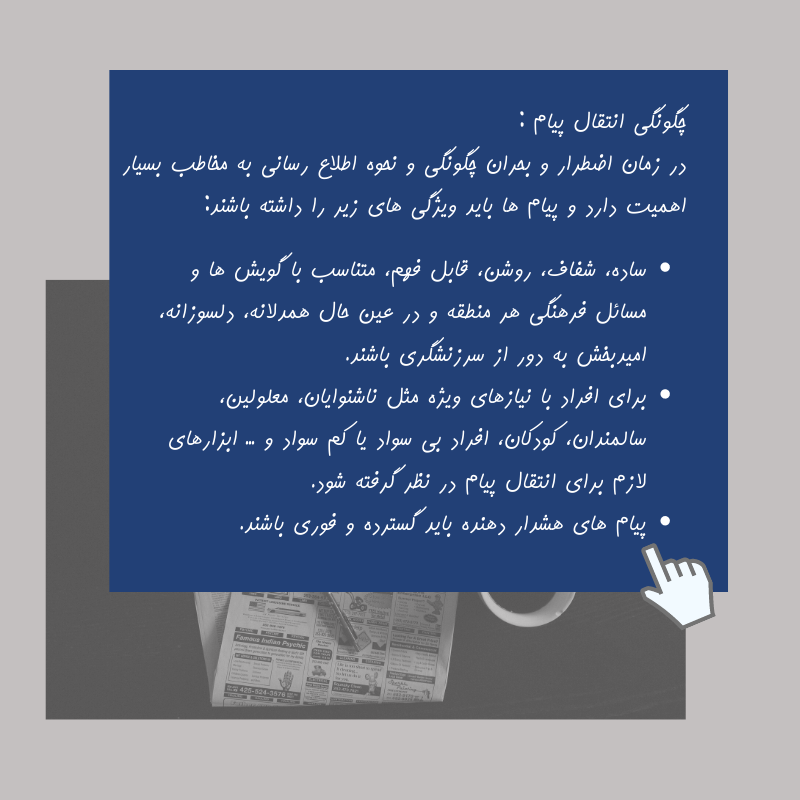 چگونگی انتقال پیام :
در زمان اضطرار و بحران چگونگی و نحوه اطلاع رسانی به مخاطب بسیار
اهمیت دارد و پیام ها باید ویژگی های زیر را داشته باشند:
• ساده، شفاف، روشن، قابل فهم، متناسب با گویش ها و
مسائل فرهنگی هر منطقه و در عین حال همدلانه، دلسوزانه،
امیدبخش به دور از سرزنشگری باشند.
• برای افراد با نیازهای ویژه مثل ناشنوایان، معلولین،
سالمندان، کودکان، افراد بی سواد یا کم سواد و ... ابزارهای
لازم برای انتقال پیام در نظر گرفته شود.
• پیام های هشدار دهنده باید گسترده و فوری باشند.
Famous Indian Psychic
425-524-5576